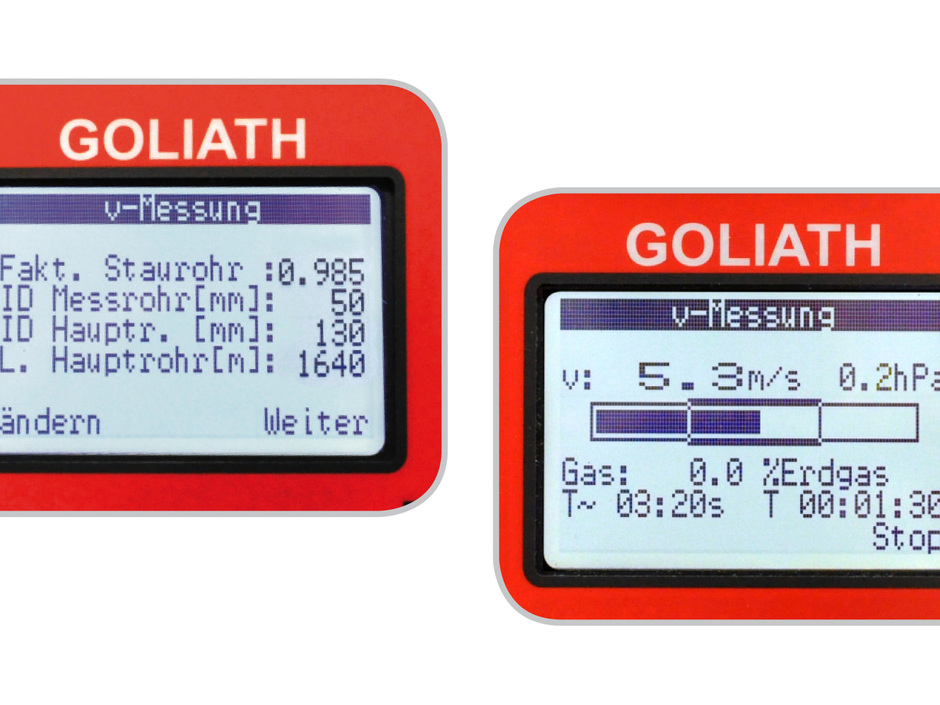 GOLIATH
v-Messung
Fakt. Staurohr :0.985
ID Messrohr[mm]: 50
ID Hauptr. [mm]: 130
L. Hauptrohr[m]: 1640
ändern Weiter
GOLIATH
v-Messung
v: 5.3m/s 0.2hPa
Gas: 0.0 %Erdgas
T~ 03:20s T 00:01:30
Stop